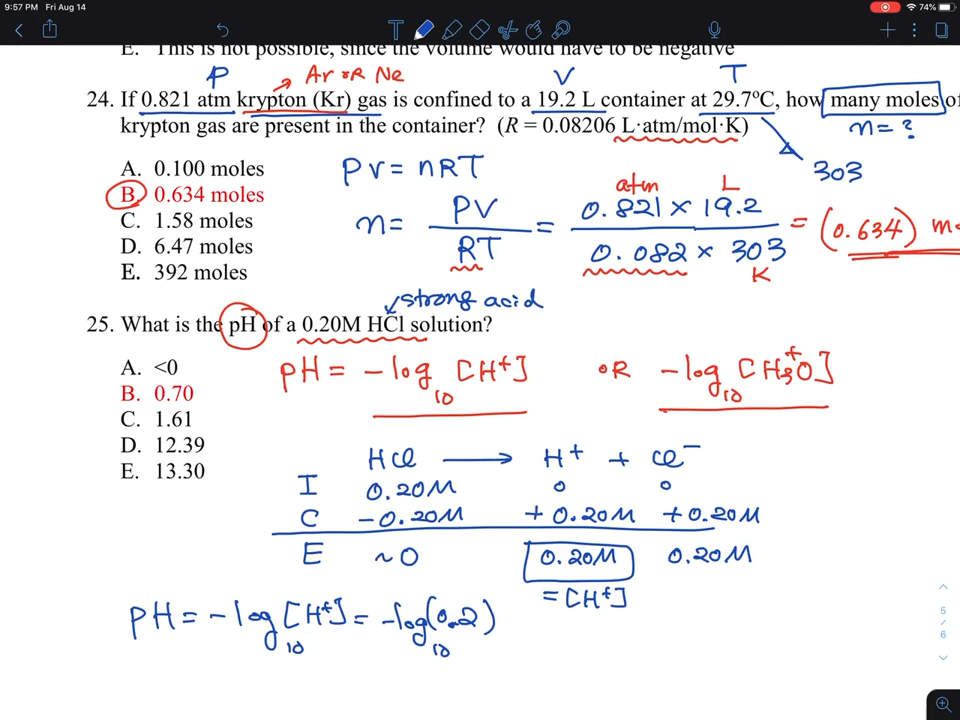 9:57 PM Fri Aug 14
74%
E. This is not possible, since the volume would have to be negative
P Ar OR Ne V T
24. If 0.821 atm krypton (Kr) gas is confined to a 19.2 L container at 29.7°C, how many moles of
krypton gas are present in the container? (R = 0.08206 L·atm/mol·K)
n = ?
303
A. 0.100 moles
B. 0.634 moles
C. 1.58 moles
D. 6.47 moles
E. 392 moles
PV = nRT
atm L
n = PV / RT = 0.821 × 19.2 / 0.082 × 303 = (0.634) m
K
strong acid
25. What is the pH of a 0.20M HCl solution?
A. <0
B. 0.70
C. 1.61
D. 12.39
E. 13.30
pH = -log10 [H+] OR -log10 [H3O+]
HCl ⟶ H+ + Cl-
I 0.20M 0 0
C -0.20M +0.20M +0.20M
E ~0 0.20M 0.20M
= [H+]
pH = -log10 [H+] = -log10 (0.2)
5
/
6